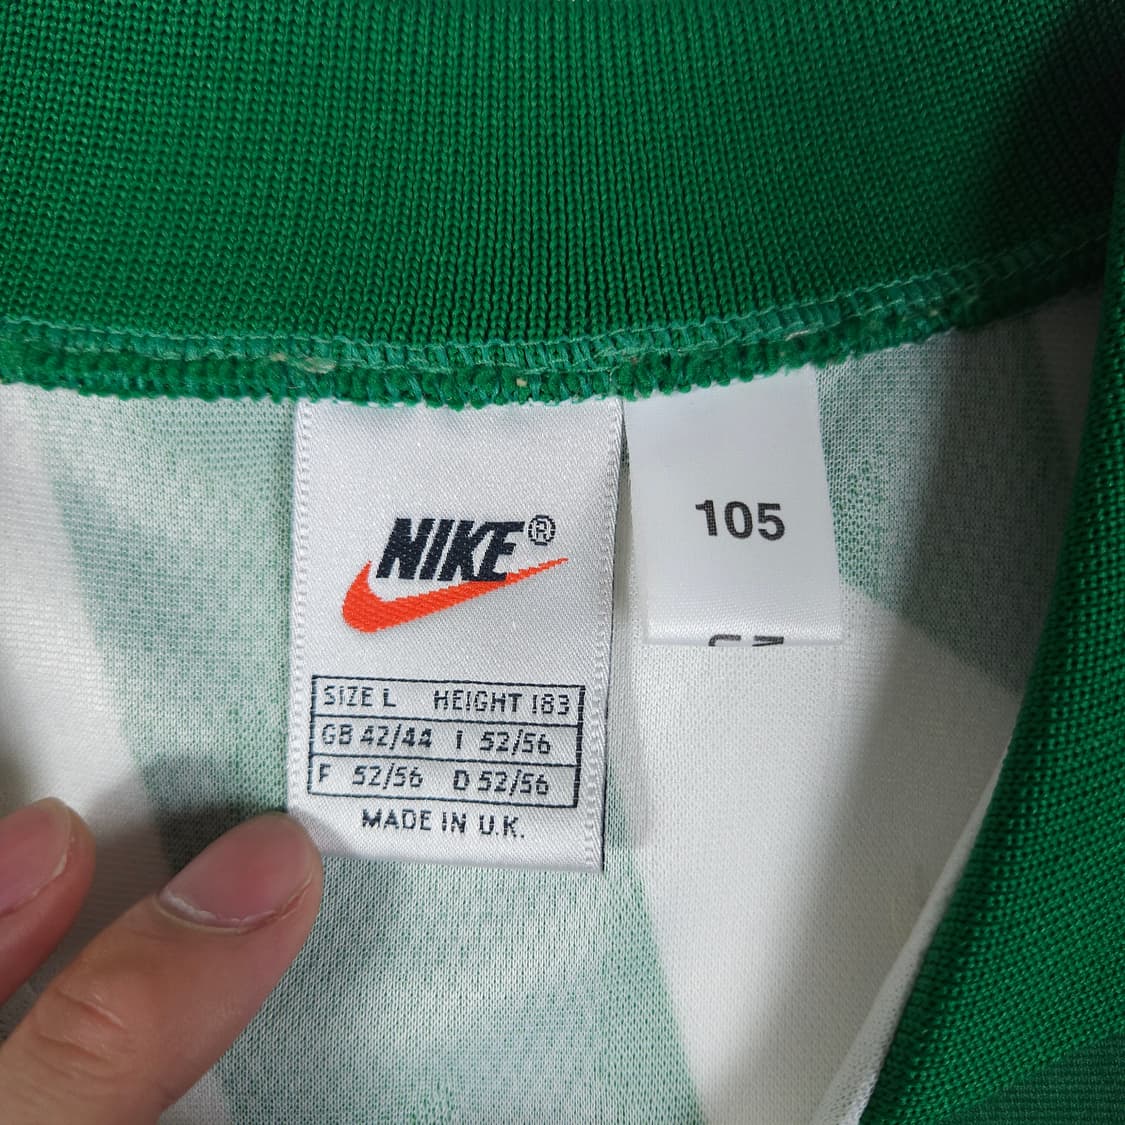 NIKE®
SIZE L HEIGHT 183
GB 42/44 I 52/56
F 52/56 D 52/56
MADE IN U.K.
105